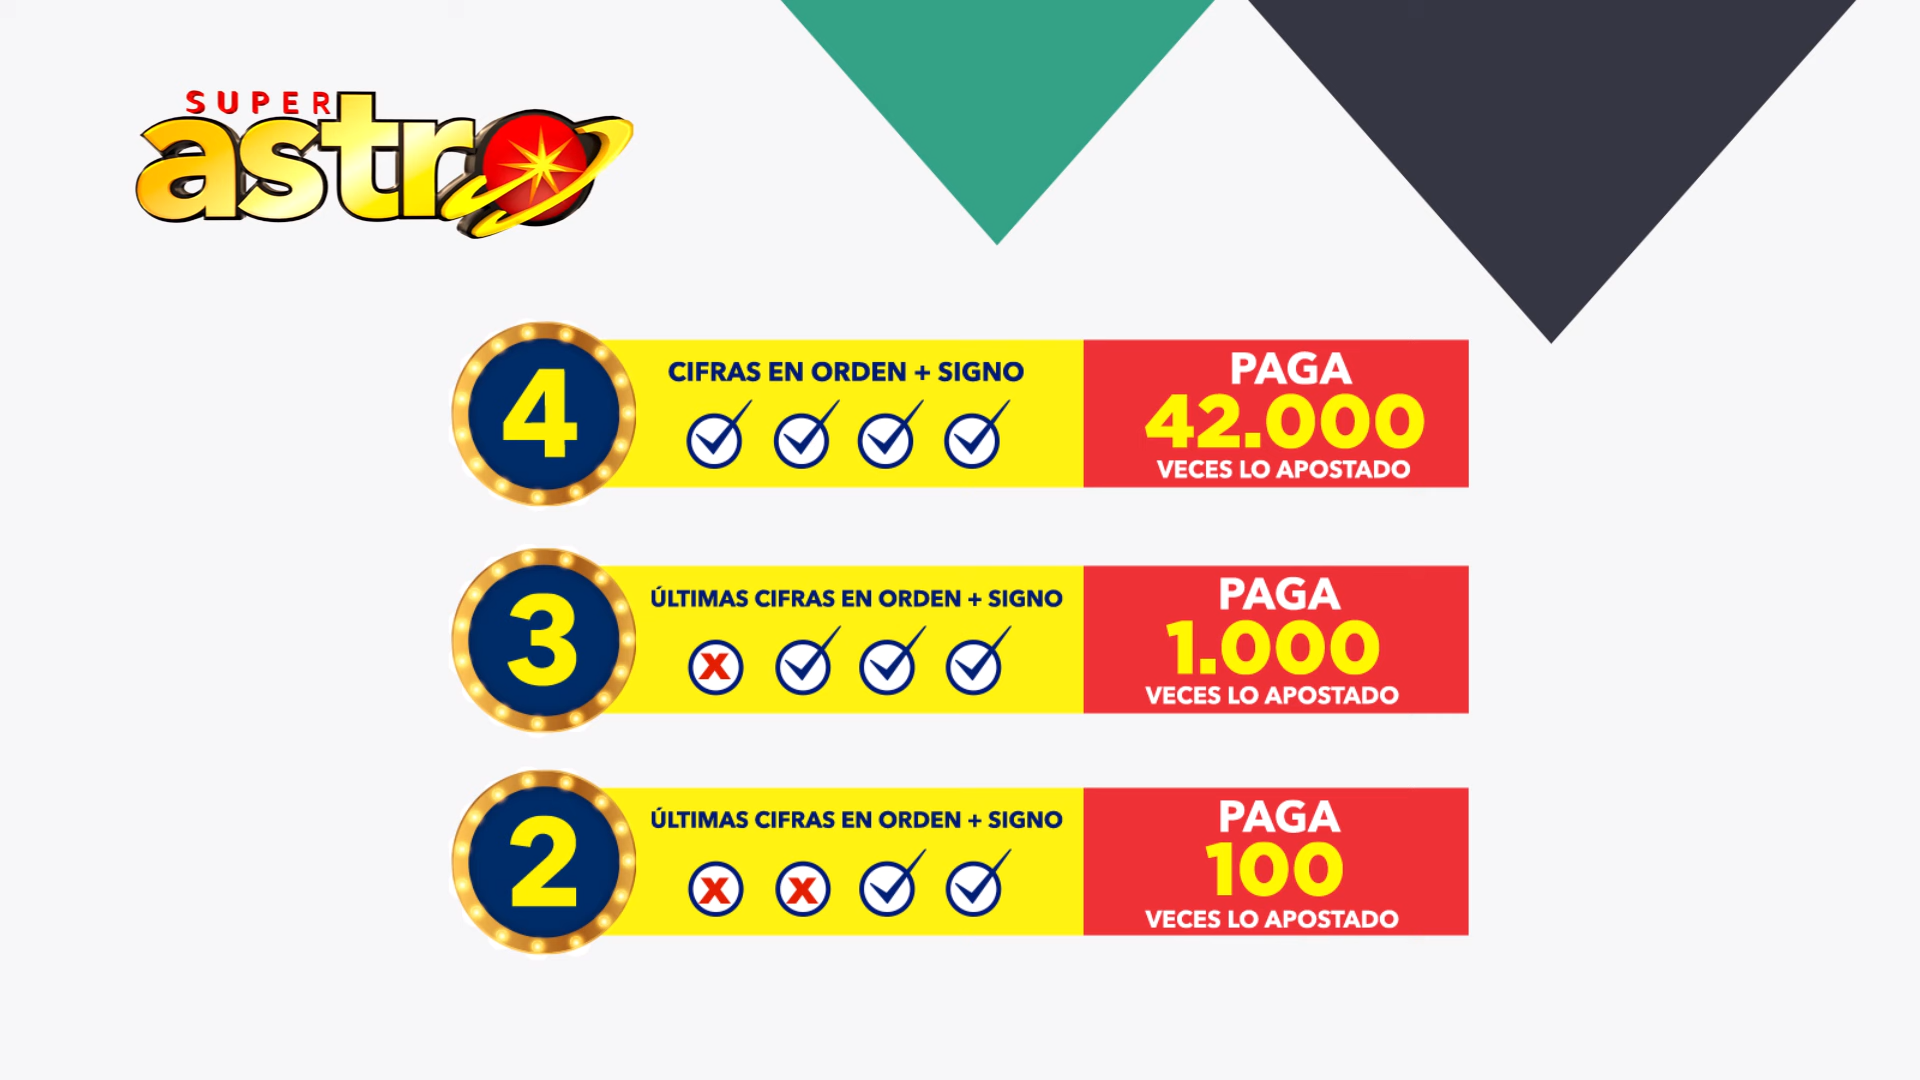 SUPER
astro
4
CIFRAS EN ORDEN + SIGNO
PAGA
42.000
VECES LO APOSTADO
3
ÚLTIMAS CIFRAS EN ORDEN + SIGNO
X
PAGA
1.000
VECES LO APOSTADO
2
ÚLTIMAS CIFRAS EN ORDEN + SIGNO
X X
PAGA
100
VECES LO APOSTADO